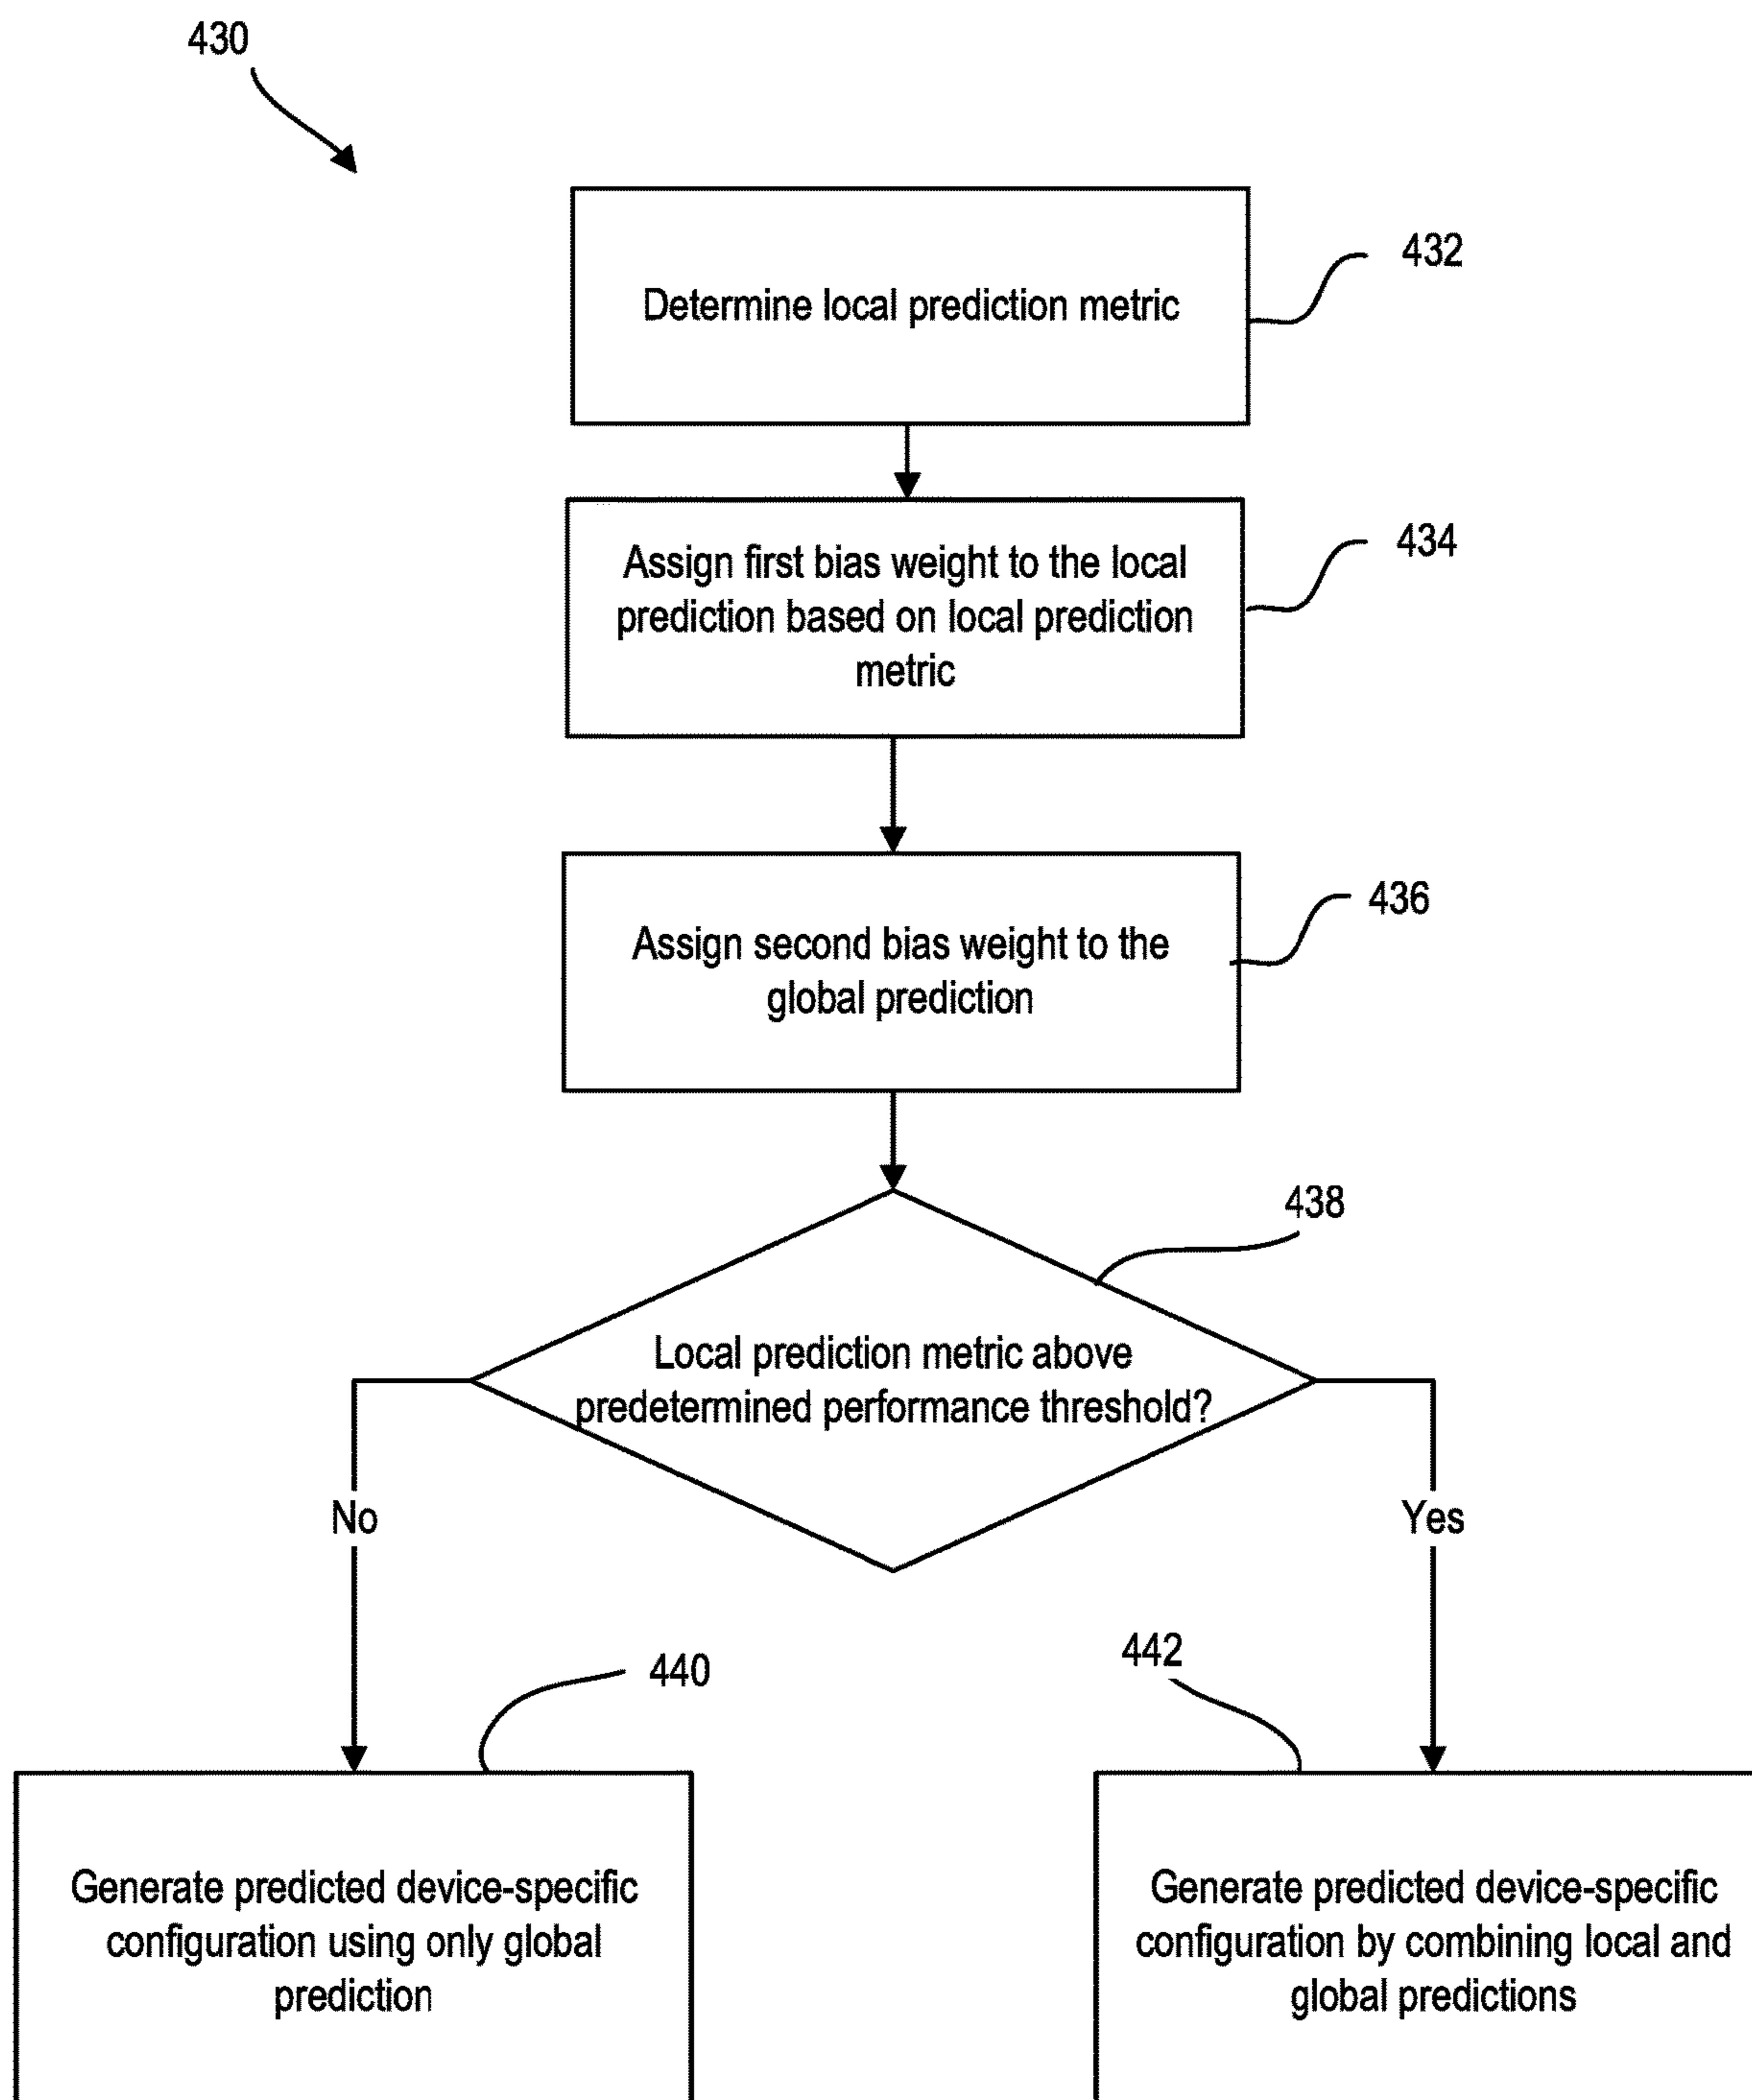 430
Determine local prediction metric
432
Assign first bias weight to the local
prediction based on local prediction
metric
434
Assign second bias weight to the
global prediction
436
438
Local prediction metric above
predetermined performance threshold?
No
Yes
440
442
Generate predicted device-specific
configuration using only global
prediction
Generate predicted device-specific
configuration by combining local and
global predictions